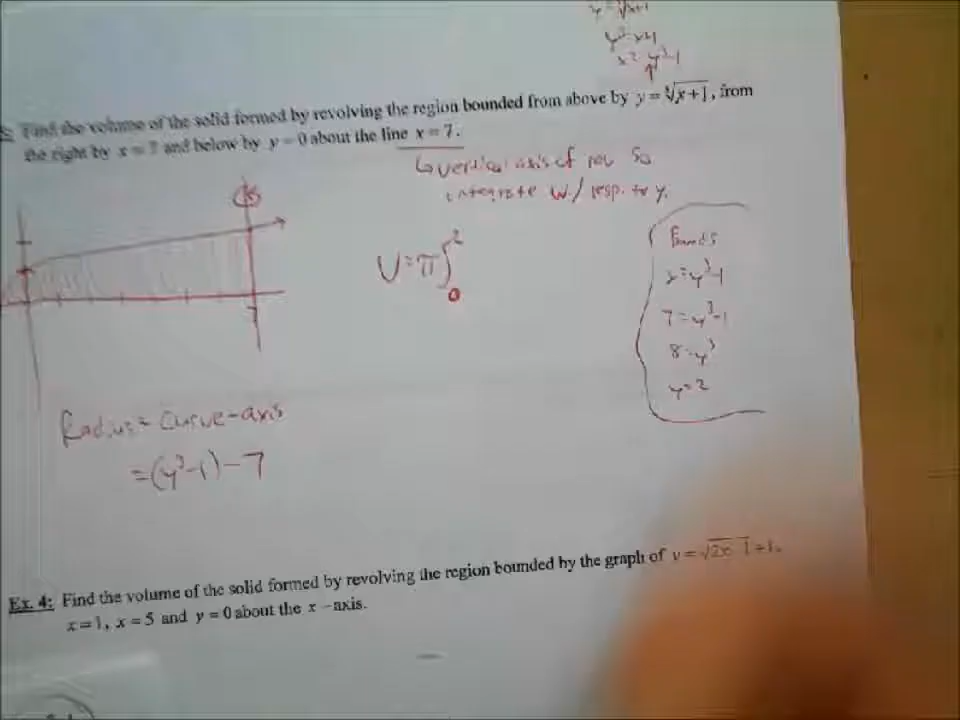 y³=x+1
x=y³-1
Find the volume of the solid formed by revolving the region bounded from above by y = ∛x+1, from
the right by x = 7 and below by y = 0 about the line x = 7.
↳ vertical axis of rev so
integrate w./ resp. to y.
V=π∫
2
0
7
Bounds
x=y³-1
7=y³-1
8=y³
y=2
Radius = Curve-axis
=(y³-1)-7
Ex. 4: Find the volume of the solid formed by revolving the region bounded by the graph of
x = 1, x = 5 and y = 0 about the x – axis.